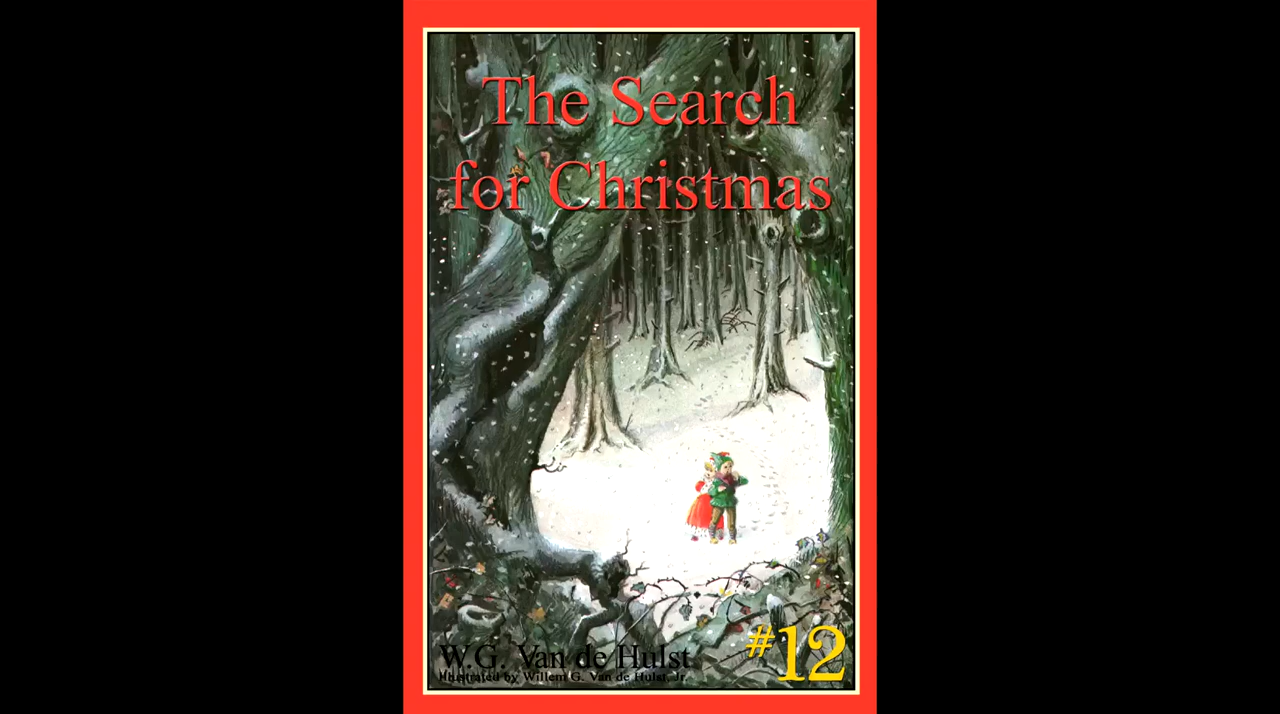 The Search
for Christmas
#12
W.G. Van de Hulst
Illustrated by Willem G. Van de Hulst, Jr.